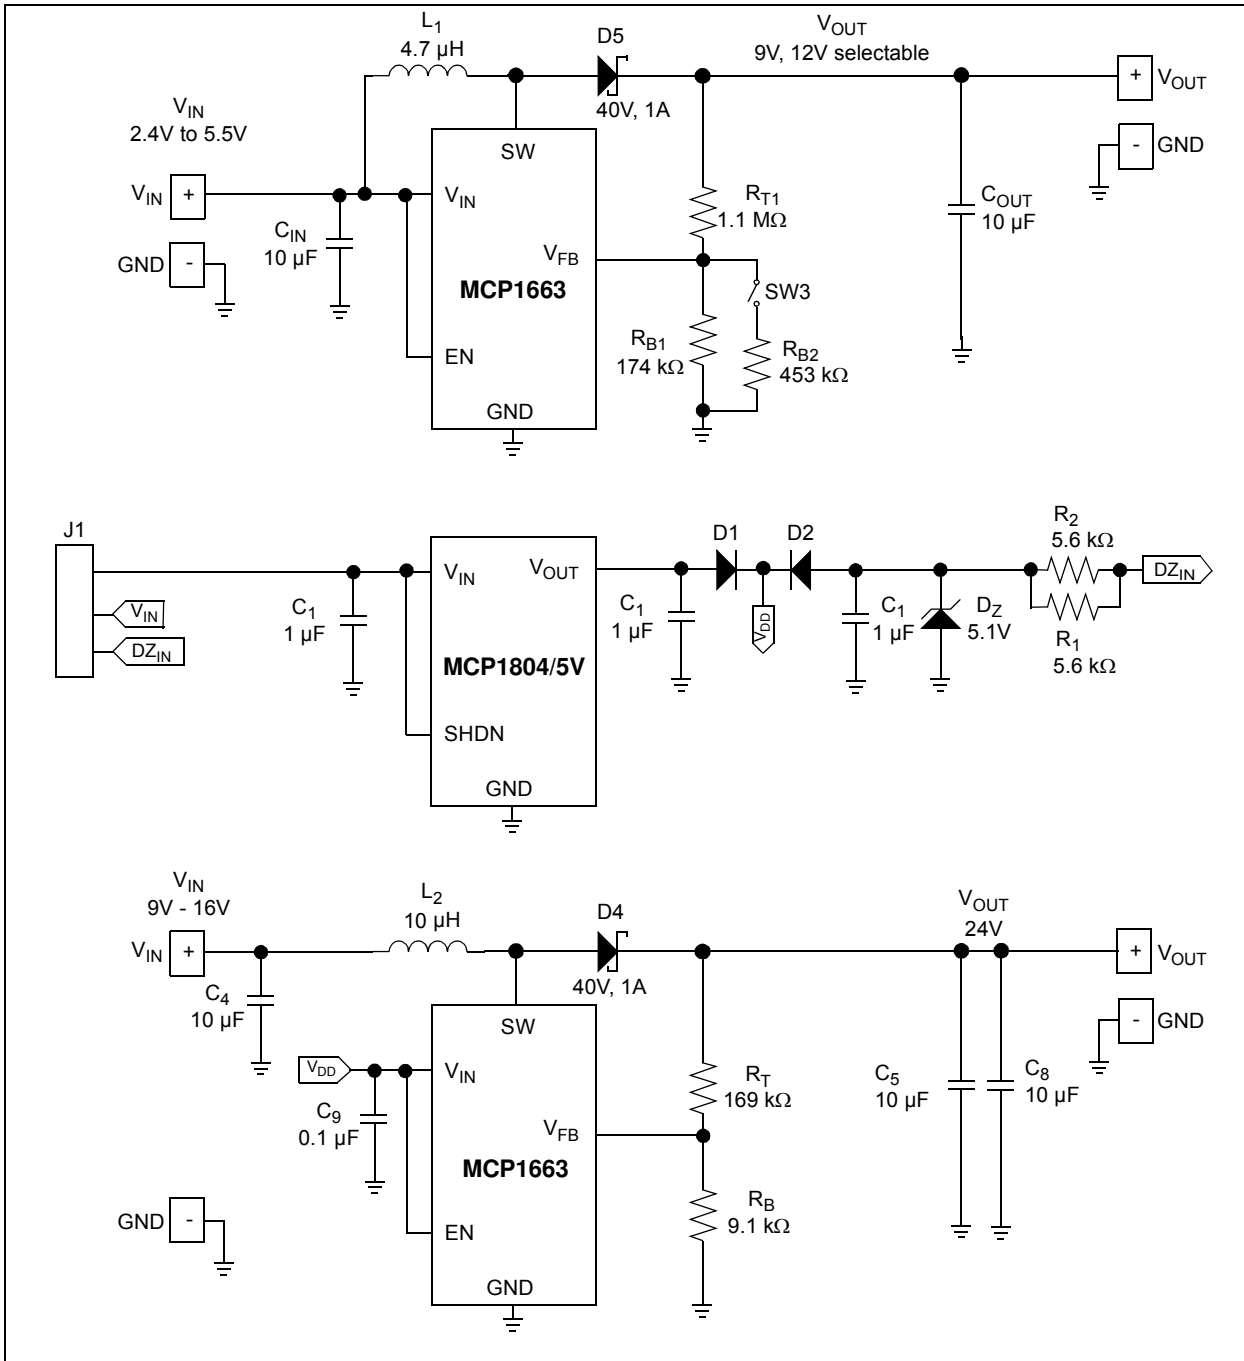 L1
4.7 µH
D5
40V, 1A
VOUT
9V, 12V selectable
+
VOUT
-
GND
VIN
2.4V to 5.5V
VIN
+
GND
-
CIN
10 µF
SW
VIN
VFB
MCP1663
EN
GND
RT1
1.1 MΩ
SW3
RB1
174 kΩ
RB2
453 kΩ
COUT
10 µF
J1
VIN
DZIN
C1
1 µF
VIN
VOUT
MCP1804/5V
SHDN
GND
C1
1 µF
D1
D2
VDD
C1
1 µF
DZ
5.1V
R2
5.6 kΩ
R1
5.6 kΩ
DZIN
VIN
9V - 16V
VIN
+
C4
10 µF
L2
10 µH
D4
40V, 1A
VOUT
24V
+
VOUT
-
GND
VDD
C9
0.1 µF
SW
VIN
VFB
MCP1663
EN
GND
RT
169 kΩ
RB
9.1 kΩ
C5
10 µF
C8
10 µF
GND
-